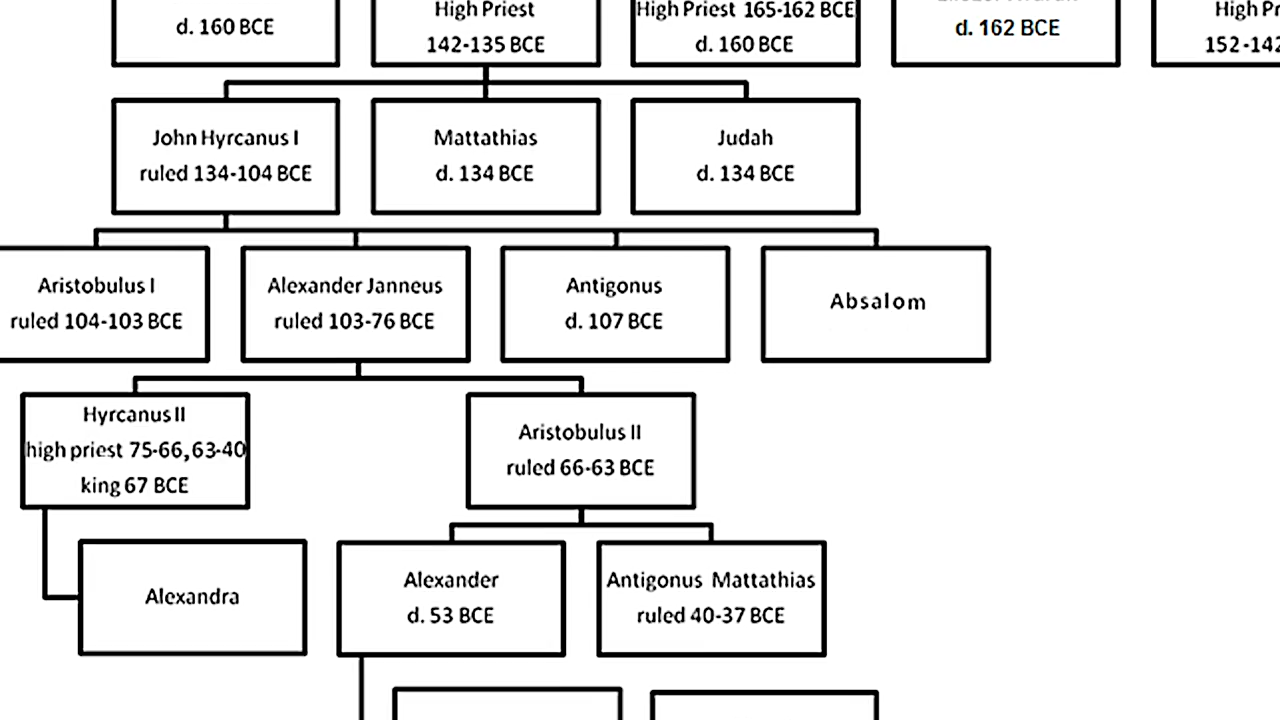 d. 160 BCE
High Priest
142-135 BCE
High Priest 165-162 BCE
d. 160 BCE
d. 162 BCE
High
152-142
John Hyrcanus I
ruled 134-104 BCE
Mattathias
d. 134 BCE
Judah
d. 134 BCE
Aristobulus I
ruled 104-103 BCE
Alexander Janneus
ruled 103-76 BCE
Antigonus
d. 107 BCE
Absalom
Hyrcanus II
high priest 75-66, 63-40
king 67 BCE
Aristobulus II
ruled 66-63 BCE
Alexandra
Alexander
d. 53 BCE
Antigonus Mattathias
ruled 40-37 BCE